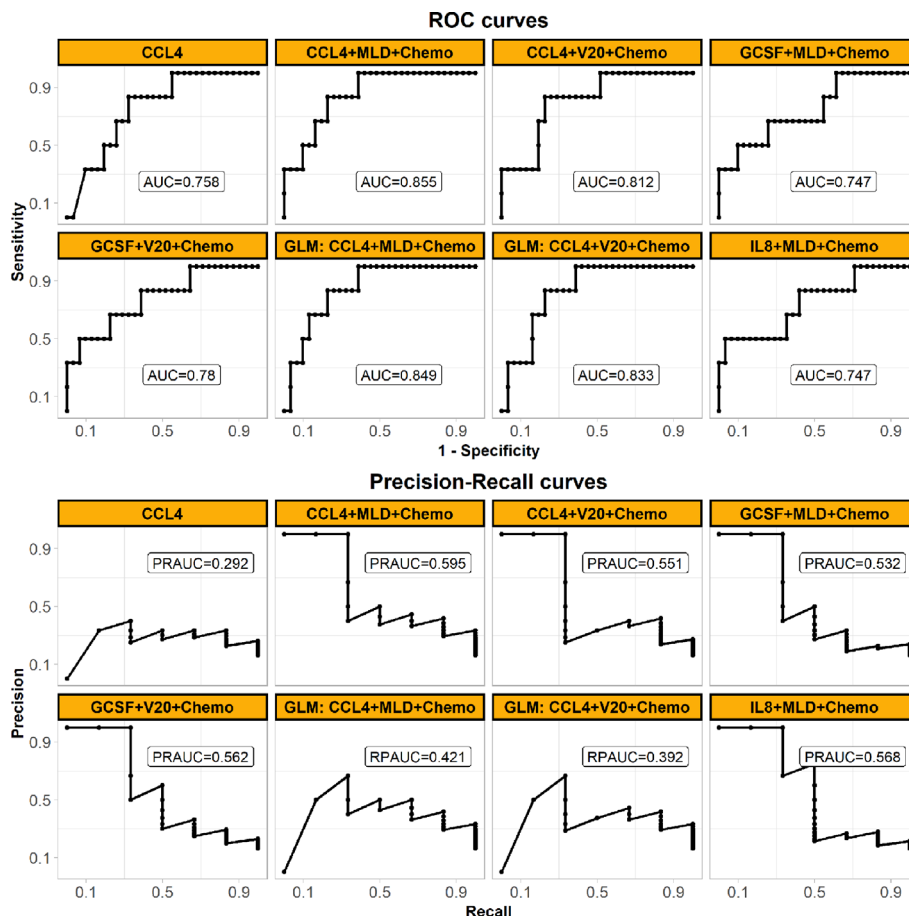 ROC curves
CCL4 CCL4+MLD+Chemo CCL4+V20+Chemo GCSF+MLD+Chemo
0.9
0.5
0.1
AUC=0.758 AUC=0.855 AUC=0.812 AUC=0.747
Sensitivity
GCSF+V20+Chemo GLM: CCL4+MLD+Chemo GLM: CCL4+V20+Chemo IL8+MLD+Chemo
0.9
0.5
0.1
AUC=0.78 AUC=0.849 AUC=0.833 AUC=0.747
0.1 0.5 0.9 0.1 0.5 0.9 0.1 0.5 0.9 0.1 0.5 0.9
1 - Specificity
Precision-Recall curves
CCL4 CCL4+MLD+Chemo CCL4+V20+Chemo GCSF+MLD+Chemo
0.9
0.5
0.1
PRAUC=0.292 PRAUC=0.595 PRAUC=0.551 PRAUC=0.532
Precision
GCSF+V20+Chemo GLM: CCL4+MLD+Chemo GLM: CCL4+V20+Chemo IL8+MLD+Chemo
0.9
0.5
0.1
PRAUC=0.562 RPAUC=0.421 RPAUC=0.392 PRAUC=0.568
0.1 0.5 0.9 0.1 0.5 0.9 0.1 0.5 0.9 0.1 0.5 0.9
Recall